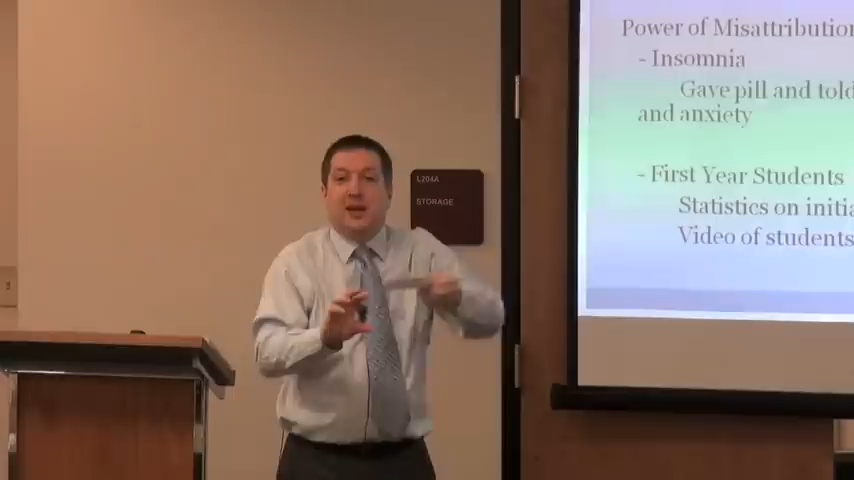 L204A
STORAGE
Power of Misattribution
- Insomnia
Gave pill and told
and anxiety
- First Year Students
Statistics on initia
Video of students